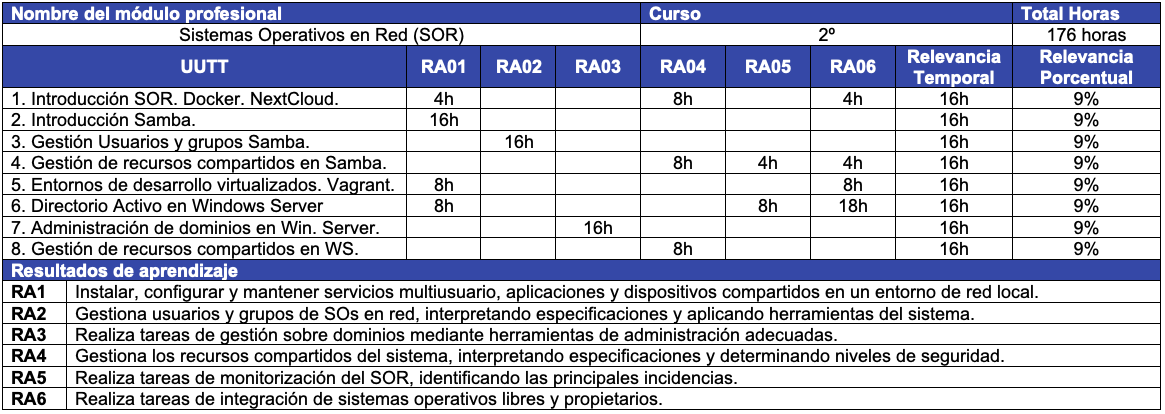 Nombre del módulo profesional Curso Total Horas
Sistemas Operativos en Red (SOR) 2º 176 horas
UUTT RA01 RA02 RA03 RA04 RA05 RA06 Relevancia Temporal Relevancia Porcentual
1. Introducción SOR. Docker. NextCloud. 4h 8h 4h 16h 9%
2. Introducción Samba. 16h 16h 9%
3. Gestión Usuarios y grupos Samba. 16h 16h 9%
4. Gestión de recursos compartidos en Samba. 8h 4h 4h 16h 9%
5. Entornos de desarrollo virtualizados. Vagrant. 8h 8h 16h 9%
6. Directorio Activo en Windows Server 8h 8h 18h 16h 9%
7. Administración de dominios en Win. Server. 16h 16h 9%
8. Gestión de recursos compartidos en WS. 8h 16h 9%
Resultados de aprendizaje
RA1 Instalar, configurar y mantener servicios multiusuario, aplicaciones y dispositivos compartidos en un entorno de red local.
RA2 Gestiona usuarios y grupos de SOs en red, interpretando especificaciones y aplicando herramientas del sistema.
RA3 Realiza tareas de gestión sobre dominios mediante herramientas de administración adecuadas.
RA4 Gestiona los recursos compartidos del sistema, interpretando especificaciones y determinando niveles de seguridad.
RA5 Realiza tareas de monitorización del SOR, identificando las principales incidencias.
RA6 Realiza tareas de integración de sistemas operativos libres y propietarios.